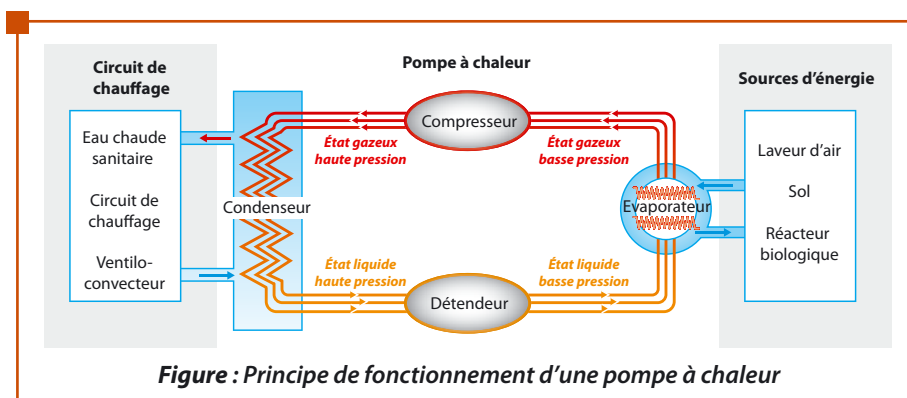 Circuit de
chauffage
Pompe à chaleur
Sources d'énergie
Eau chaude
sanitaire
Circuit de
chauffage
Ventilo-
convecteur
Condenseur
Compresseur
État gazeux
haute pression
État gazeux
basse pression
Evaporateur
État liquide
haute pression
État liquide
basse pression
Détendeur
Laveur d'air
Sol
Réacteur
biologique
Figure : Principe de fonctionnement d'une pompe à chaleur